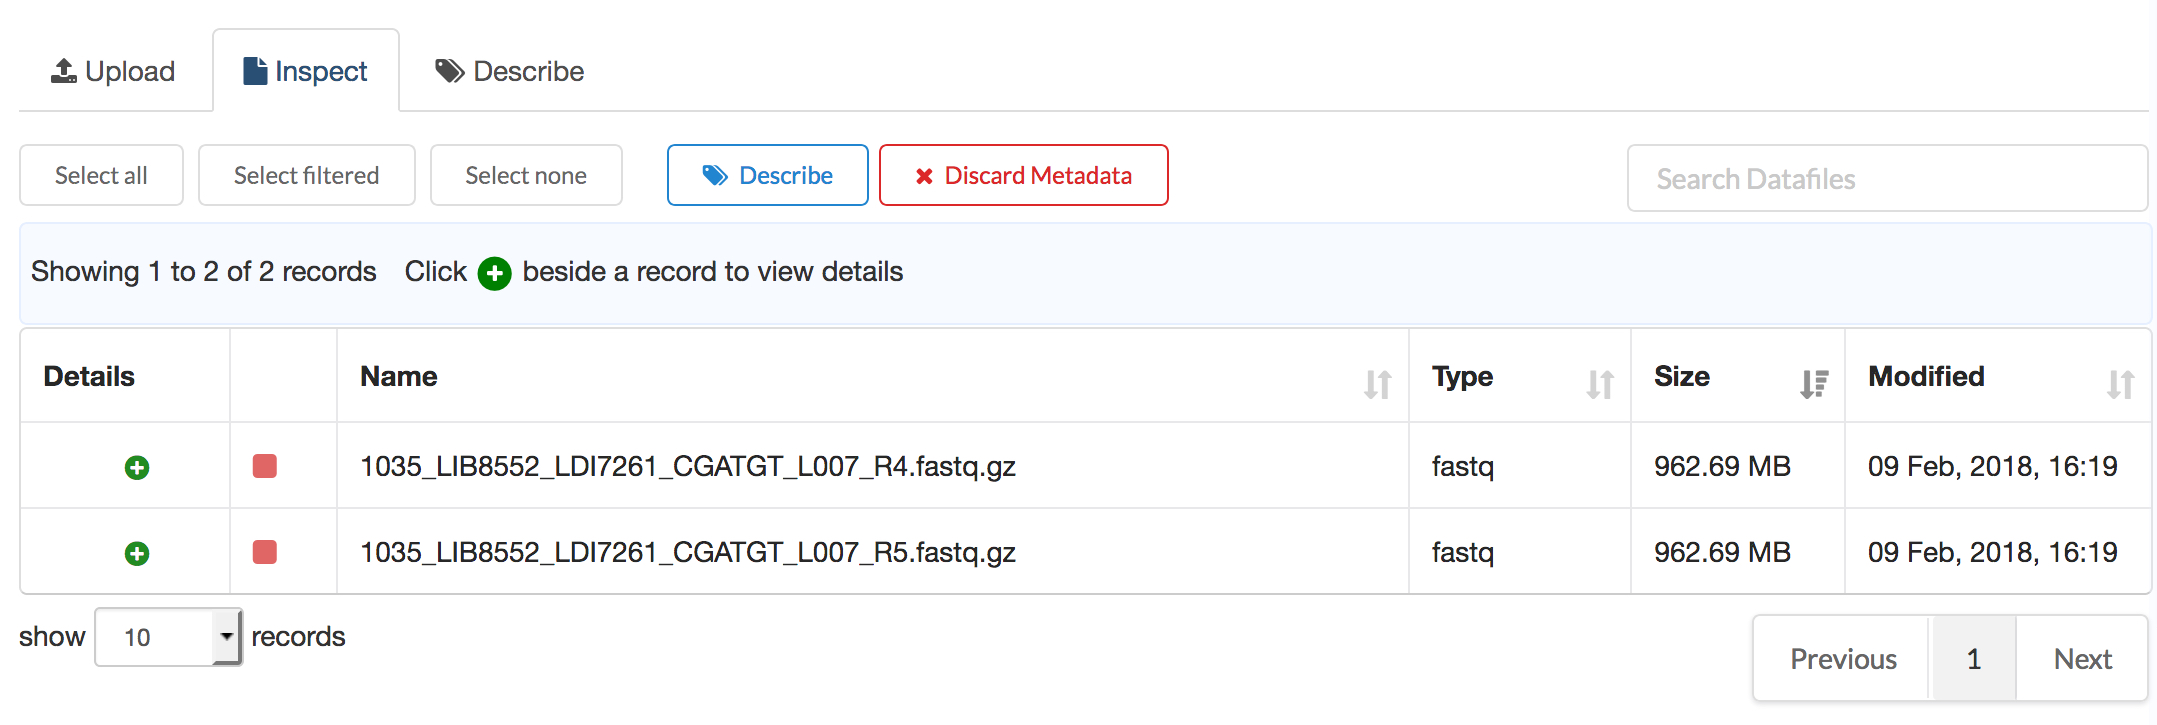 Upload Inspect Describe
Select all Select filtered Select none Describe Discard Metadata Search Datafiles
Showing 1 to 2 of 2 records Click beside a record to view details
Details Name Type Size Modified
1035_LIB8552_LDI7261_CGATGT_L007_R4.fastq.gz fastq 962.69 MB 09 Feb, 2018, 16:19
1035_LIB8552_LDI7261_CGATGT_L007_R5.fastq.gz fastq 962.69 MB 09 Feb, 2018, 16:19
show 10 records
Previous 1 Next